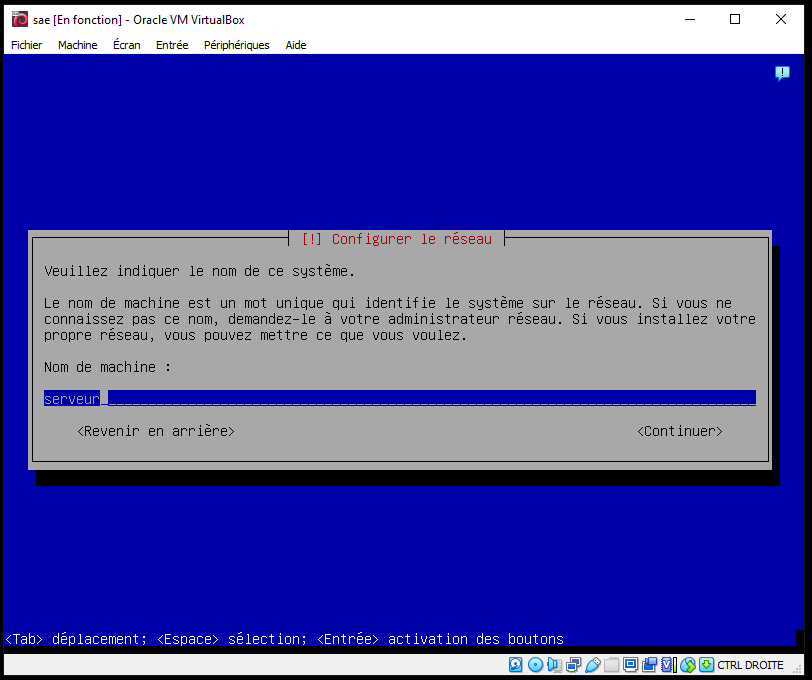 sae [En fonction] - Oracle VM VirtualBox
Fichier Machine Écran Entrée Périphériques Aide
[!] Configurer le réseau
Veuillez indiquer le nom de ce système.
Le nom de machine est un mot unique qui identifie le système sur le réseau. Si vous ne
connaissez pas ce nom, demandez-le à votre administrateur réseau. Si vous installez votre
propre réseau, vous pouvez mettre ce que vous voulez.
Nom de machine :
serveur
<Revenir en arrière> <Continuer>
<Tab> déplacement; <Espace> sélection; <Entrée> activation des boutons
CTRL DROITE